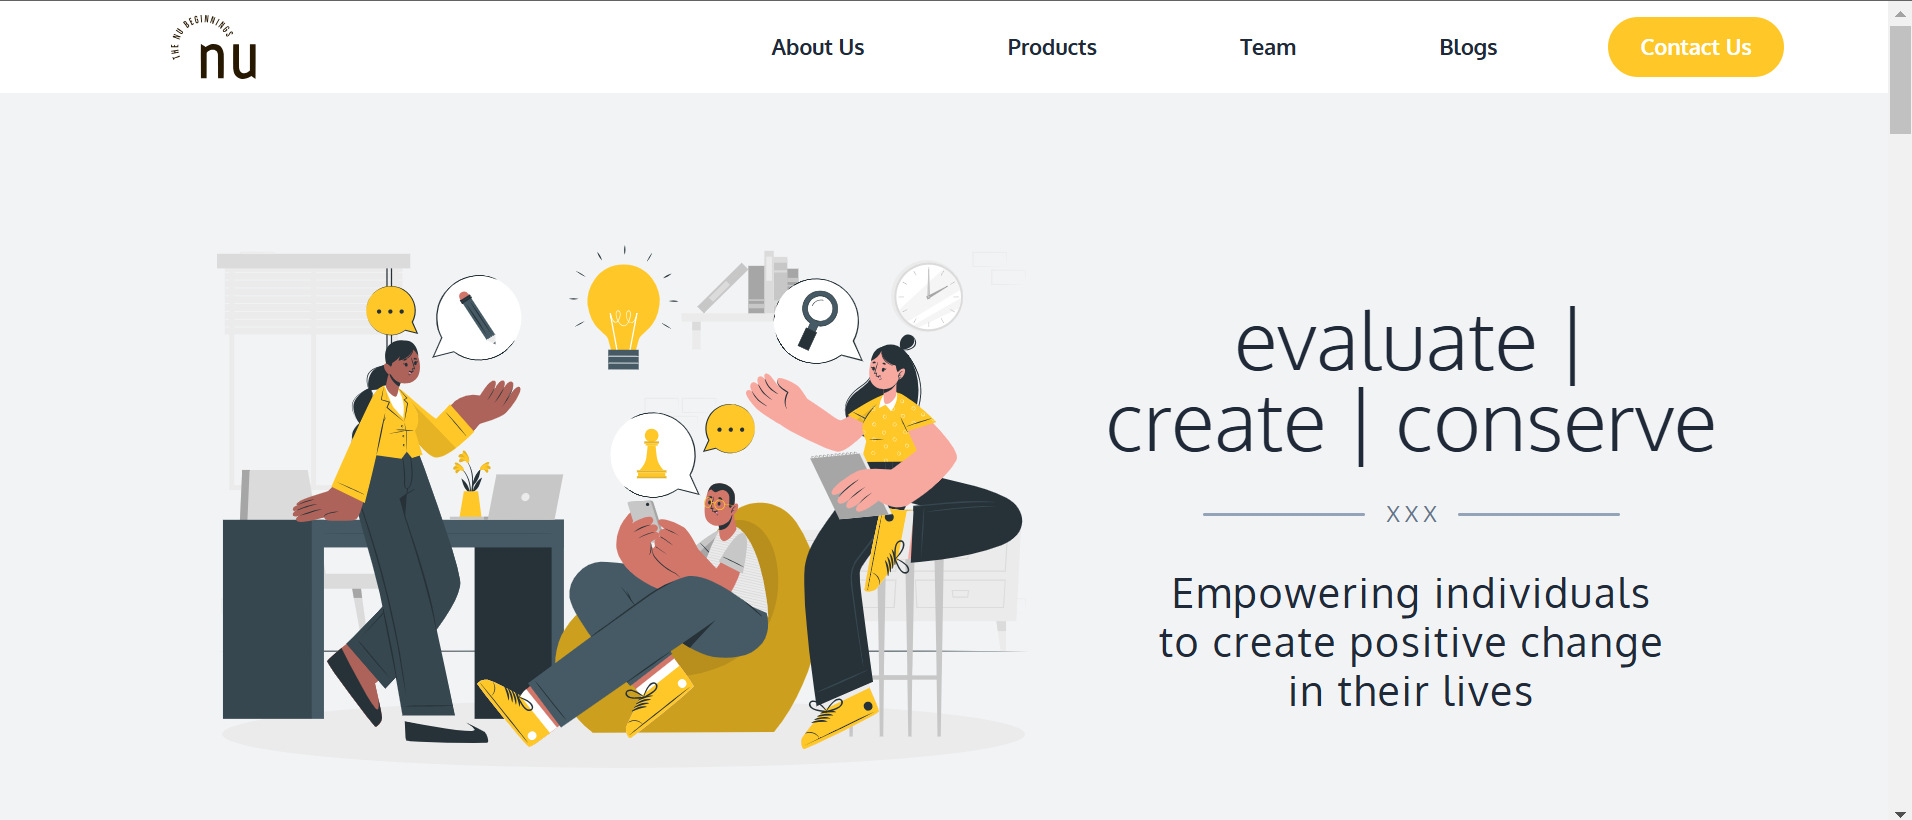 THE NU BEGINNINGS
nu
About Us
Products
Team
Blogs
Contact Us
evaluate |
create | conserve
XXX
Empowering individuals
to create positive change
in their lives